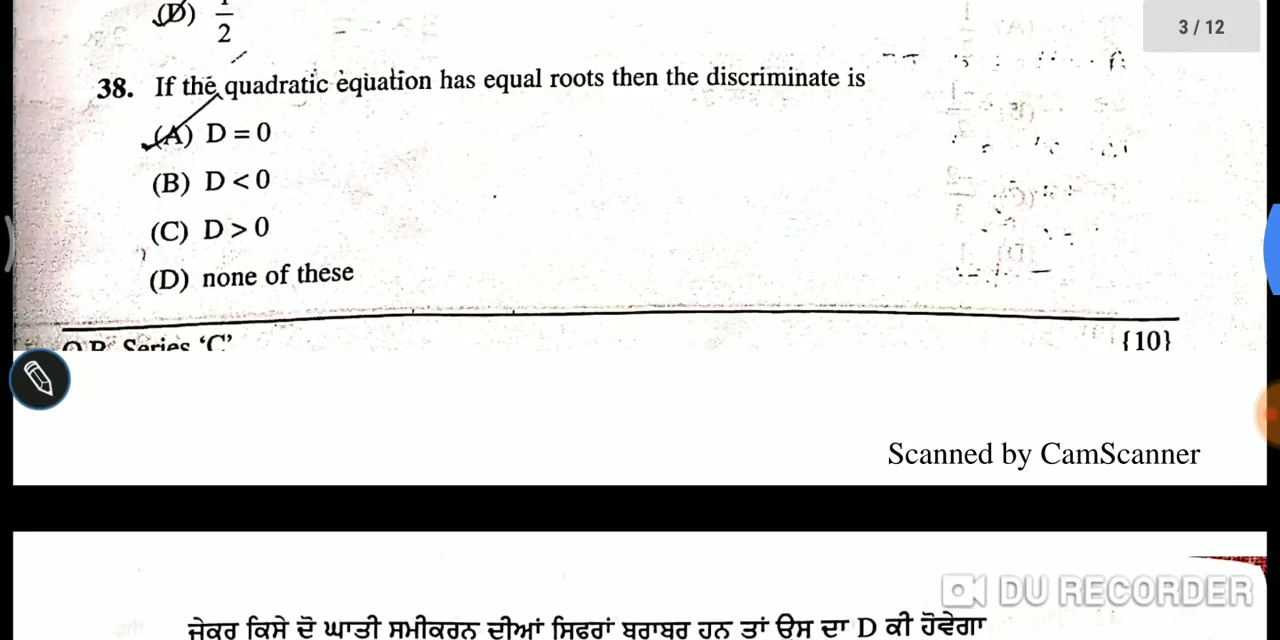 (D) 1/2
3 / 12
38. If the quadratic equation has equal roots then the discriminate is
(A) D = 0
(B) D < 0
(C) D > 0
(D) none of these
Series ‘C’
{10}
Scanned by CamScanner
DU RECORDER
ਜੇਕਰ ਕਿਸੇ ਦੋ ਘਾਤੀ ਸਮੀਕਰਨ ਦੀਆਂ ਸਿਫਰਾਂ ਬਰਾਬਰ ਹਨ ਤਾਂ ਉਸ ਦਾ D ਕੀ ਹੋਵੇਗਾ